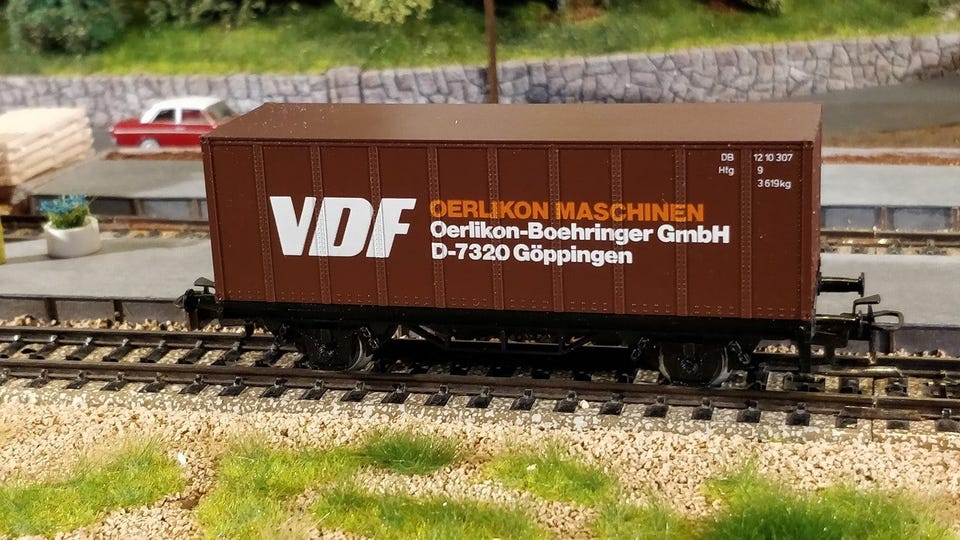 VDF
OERLIKON MASCHINEN
Oerlikon-Boehringer GmbH
D-7320 Göppingen
DB 12 10 307
Hfg 9
3 619kg